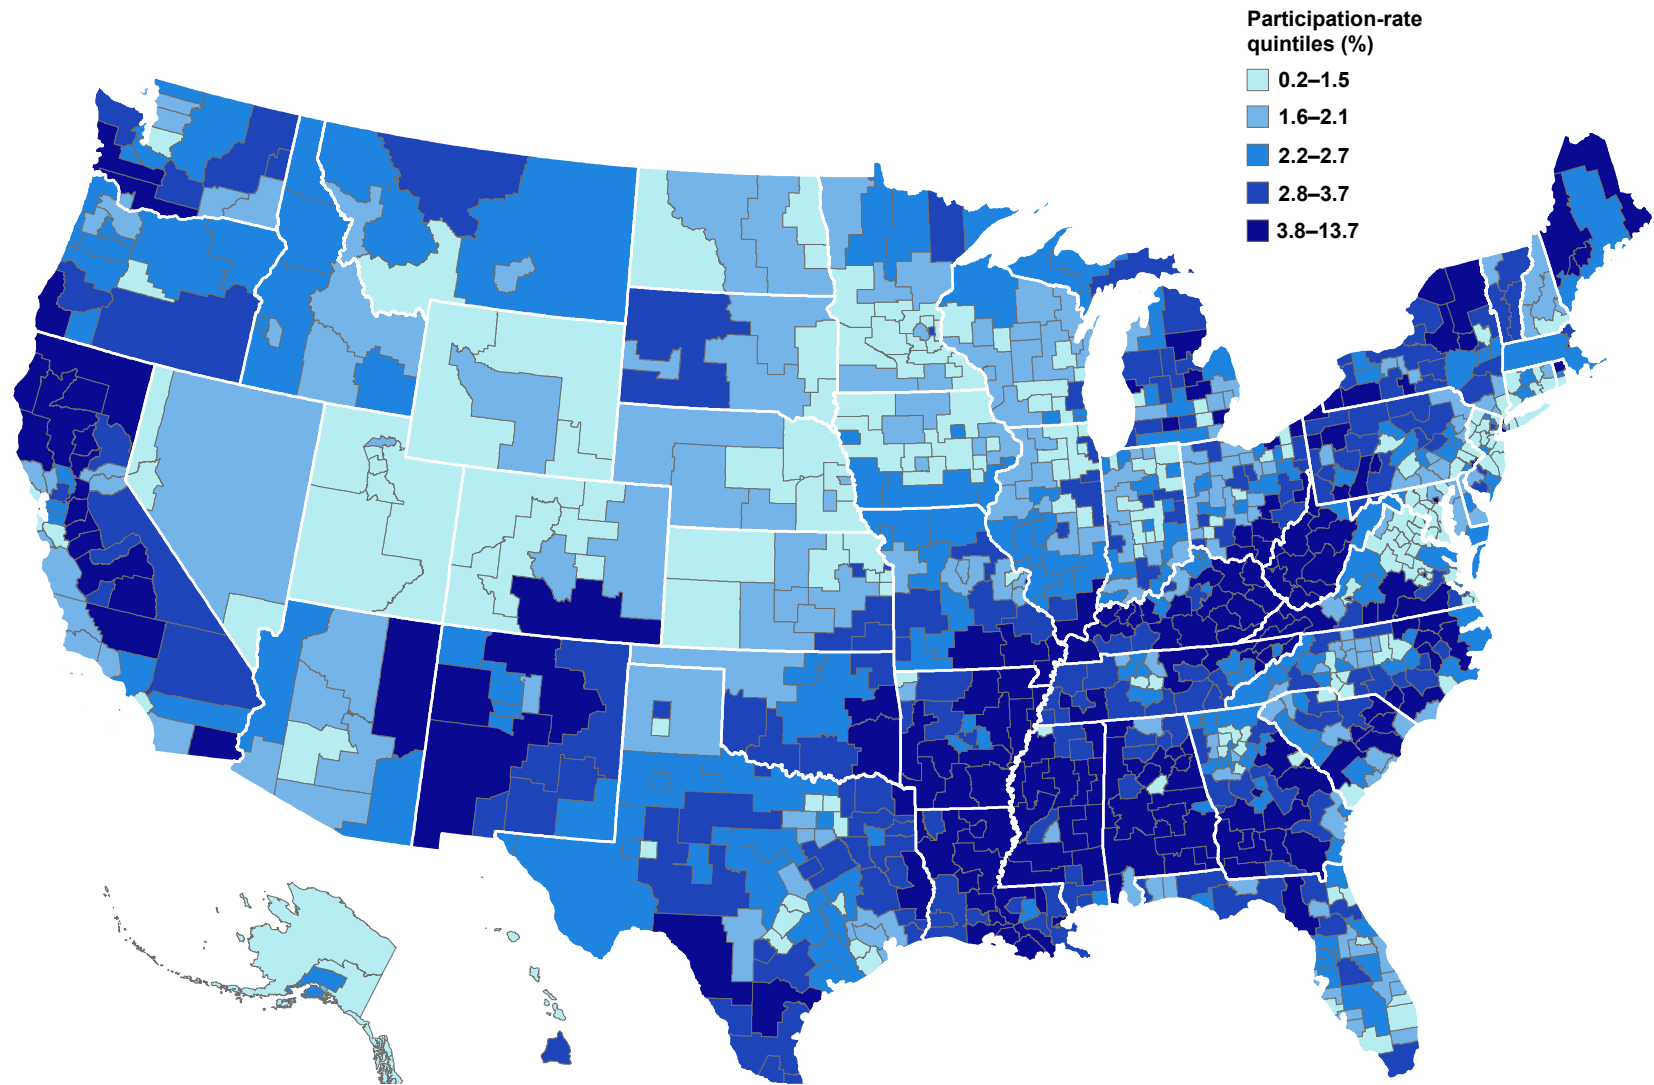 Participation-rate
quintiles (%)
0.2–1.5
1.6–2.1
2.2–2.7
2.8–3.7
3.8–13.7